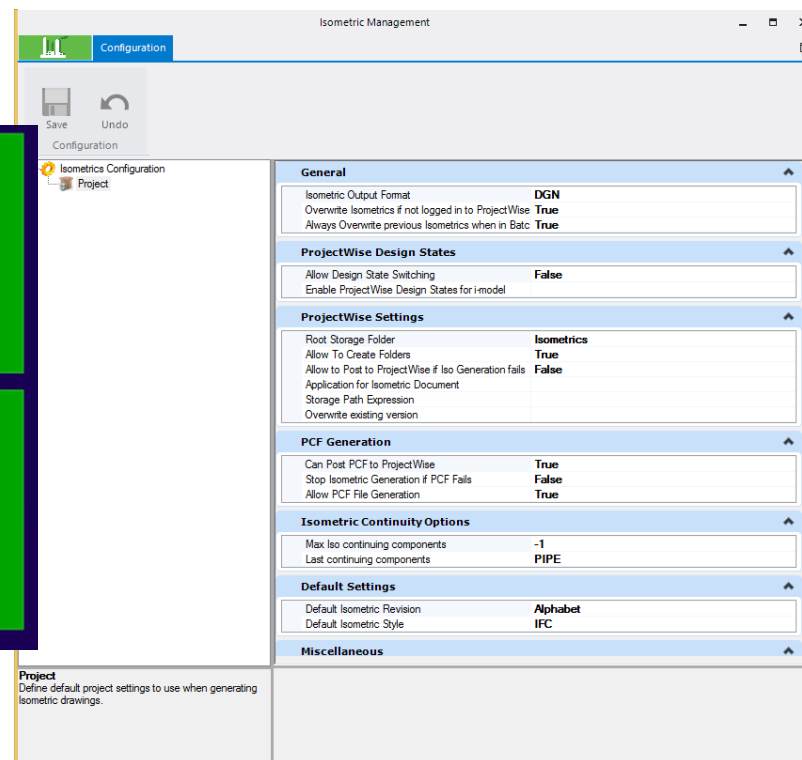 Isometric Management
Configuration
Save Undo
Configuration
Isometrics Configuration
Project
General
Isometric Output Format DGN
Overwrite Isometrics if not logged in to ProjectWise True
Always Overwrite previous Isometrics when in Batc True
ProjectWise Design States
Allow Design State Switching False
Enable ProjectWise Design States for i-model
ProjectWise Settings
Root Storage Folder Isometrics
Allow To Create Folders True
Allow to Post to ProjectWise if Iso Generation fails False
Application for Isometric Document
Storage Path Expression
Overwrite existing version
PCF Generation
Can Post PCF to ProjectWise True
Stop Isometric Generation if PCF Fails False
Allow PCF File Generation True
Isometric Continuity Options
Max Iso continuing components -1
Last continuing components PIPE
Default Settings
Default Isometric Revision Alphabet
Default Isometric Style IFC
Miscellaneous
Project
Define default project settings to use when generating
Isometric drawings.